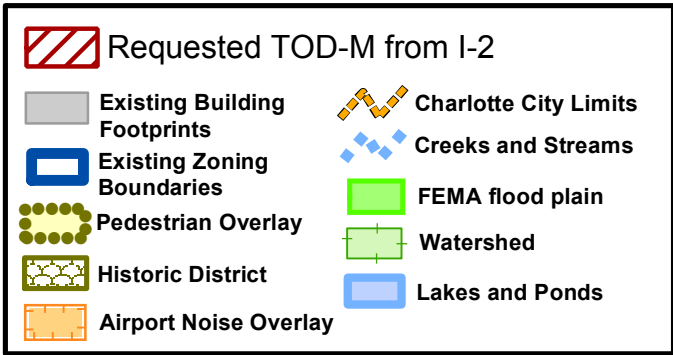 Requested TOD-M from I-2
Existing Building
Footprints
Existing Zoning
Boundaries
Pedestrian Overlay
Historic District
Airport Noise Overlay
Charlotte City Limits
Creeks and Streams
FEMA flood plain
Watershed
Lakes and Ponds